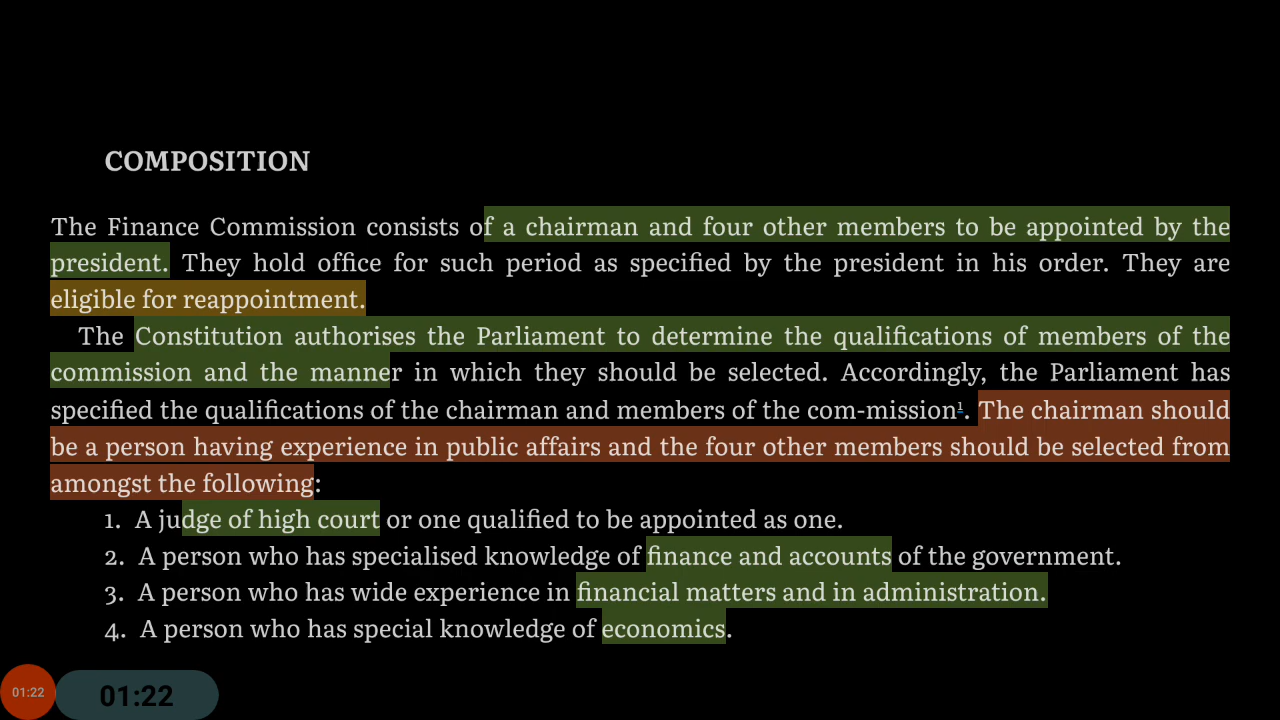 COMPOSITION
The Finance Commission consists of a chairman and four other members to be appointed by the
president. They hold office for such period as specified by the president in his order. They are
eligible for reappointment.
The Constitution authorises the Parliament to determine the qualifications of members of the
commission and the manner in which they should be selected. Accordingly, the Parliament has
specified the qualifications of the chairman and members of the com-mission¹. The chairman should
be a person having experience in public affairs and the four other members should be selected from
amongst the following:
1. A judge of high court or one qualified to be appointed as one.
2. A person who has specialised knowledge of finance and accounts of the government.
3. A person who has wide experience in financial matters and in administration.
4. A person who has special knowledge of economics.
01:22 01:22